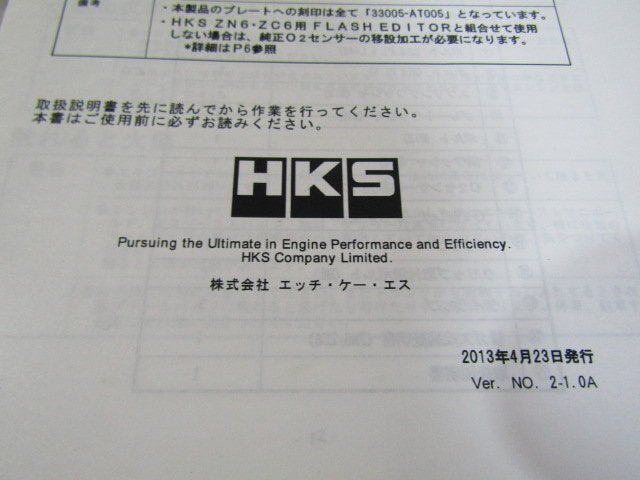 備考
・本製品のプレートへの刻印は全て「33005-AT005」となっています。
・HKS ZN6・ZC6用 FLASH EDITORと組合せて使用
しない場合は、純正O2センサーの移設加工が必要になります。
*詳細はP6参照
取扱説明書を先に読んでから作業を行ってください。
本書はご使用前に必ずお読みください。
HKS
Pursuing the Ultimate in Engine Performance and Efficiency.
HKS Company Limited.
株式会社 エッチ・ケー・エス
2013年4月23日発行
Ver. NO. 2-1.0A